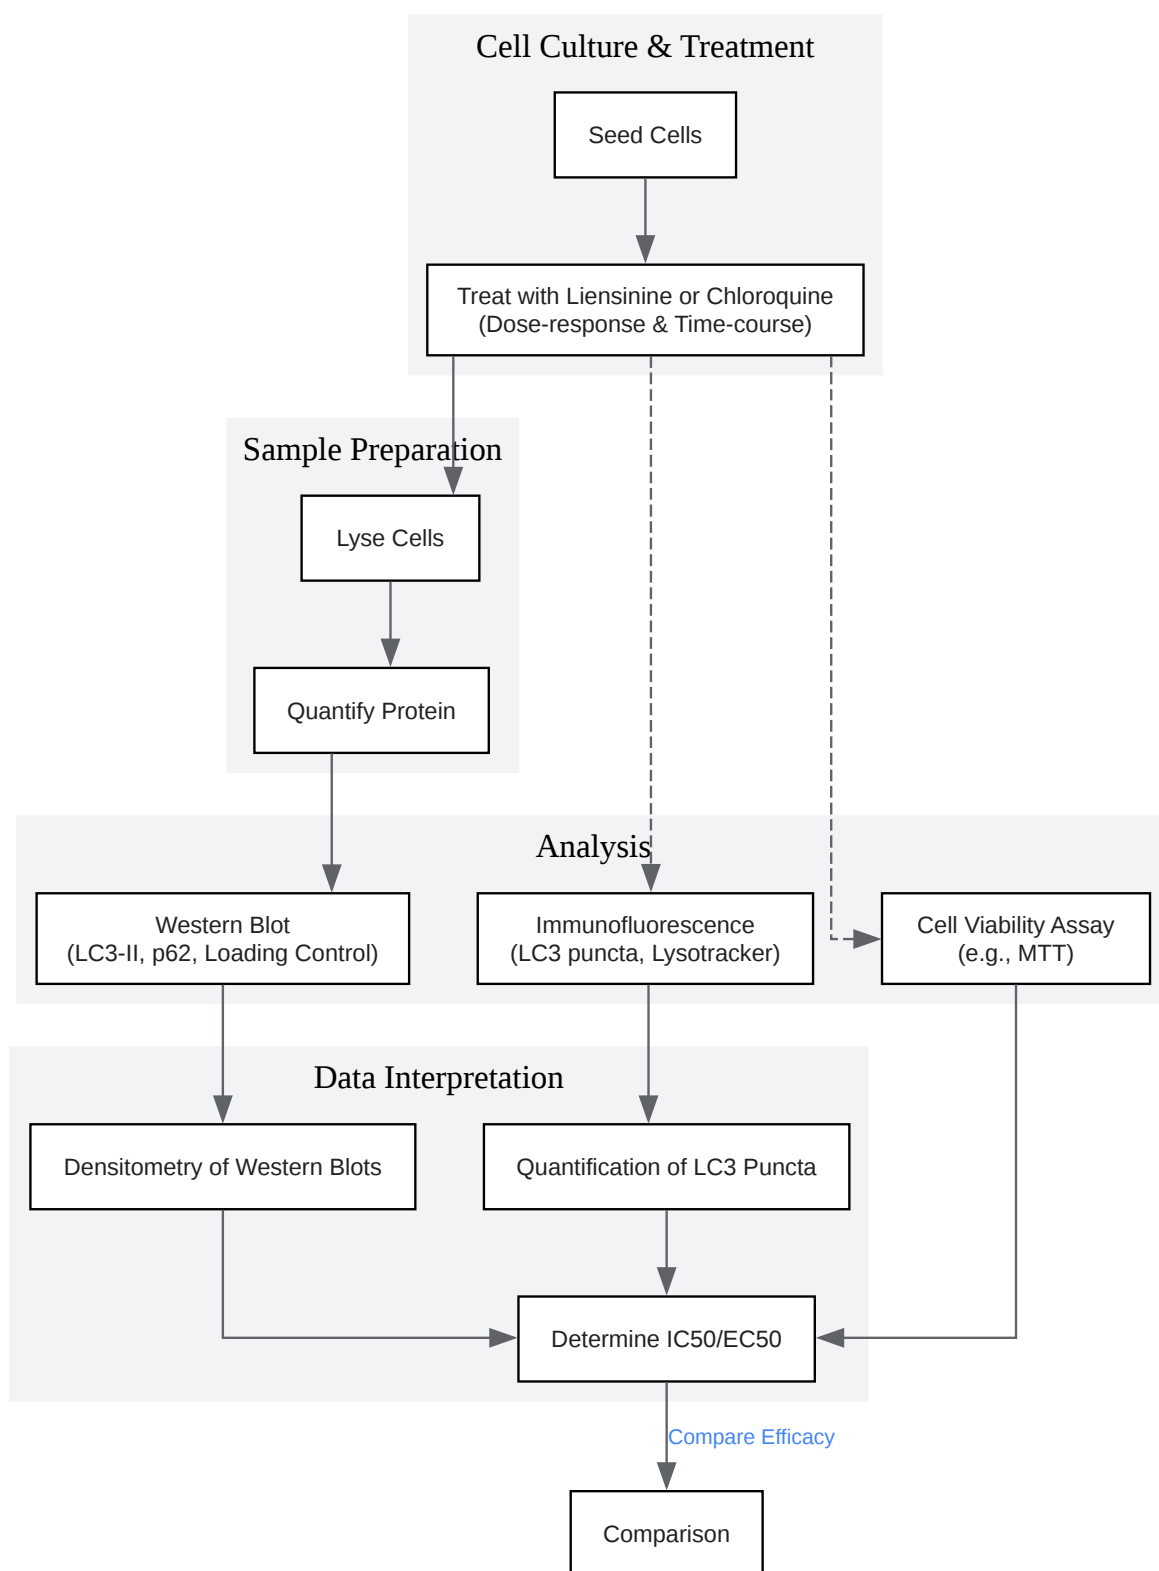 Cell Culture & Treatment
Seed Cells
Treat with Liensinine or Chloroquine
(Dose-response & Time-course)
Sample Preparation
Lyse Cells
Quantify Protein
Analysis
Western Blot
(LC3-II, p62, Loading Control)
Immunofluorescence
(LC3 puncta, Lysotracker)
Cell Viability Assay
(e.g., MTT)
Data Interpretation
Densitometry of Western Blots
Quantification of LC3 Puncta
Determine IC50/EC50
Compare Efficacy
Comparison